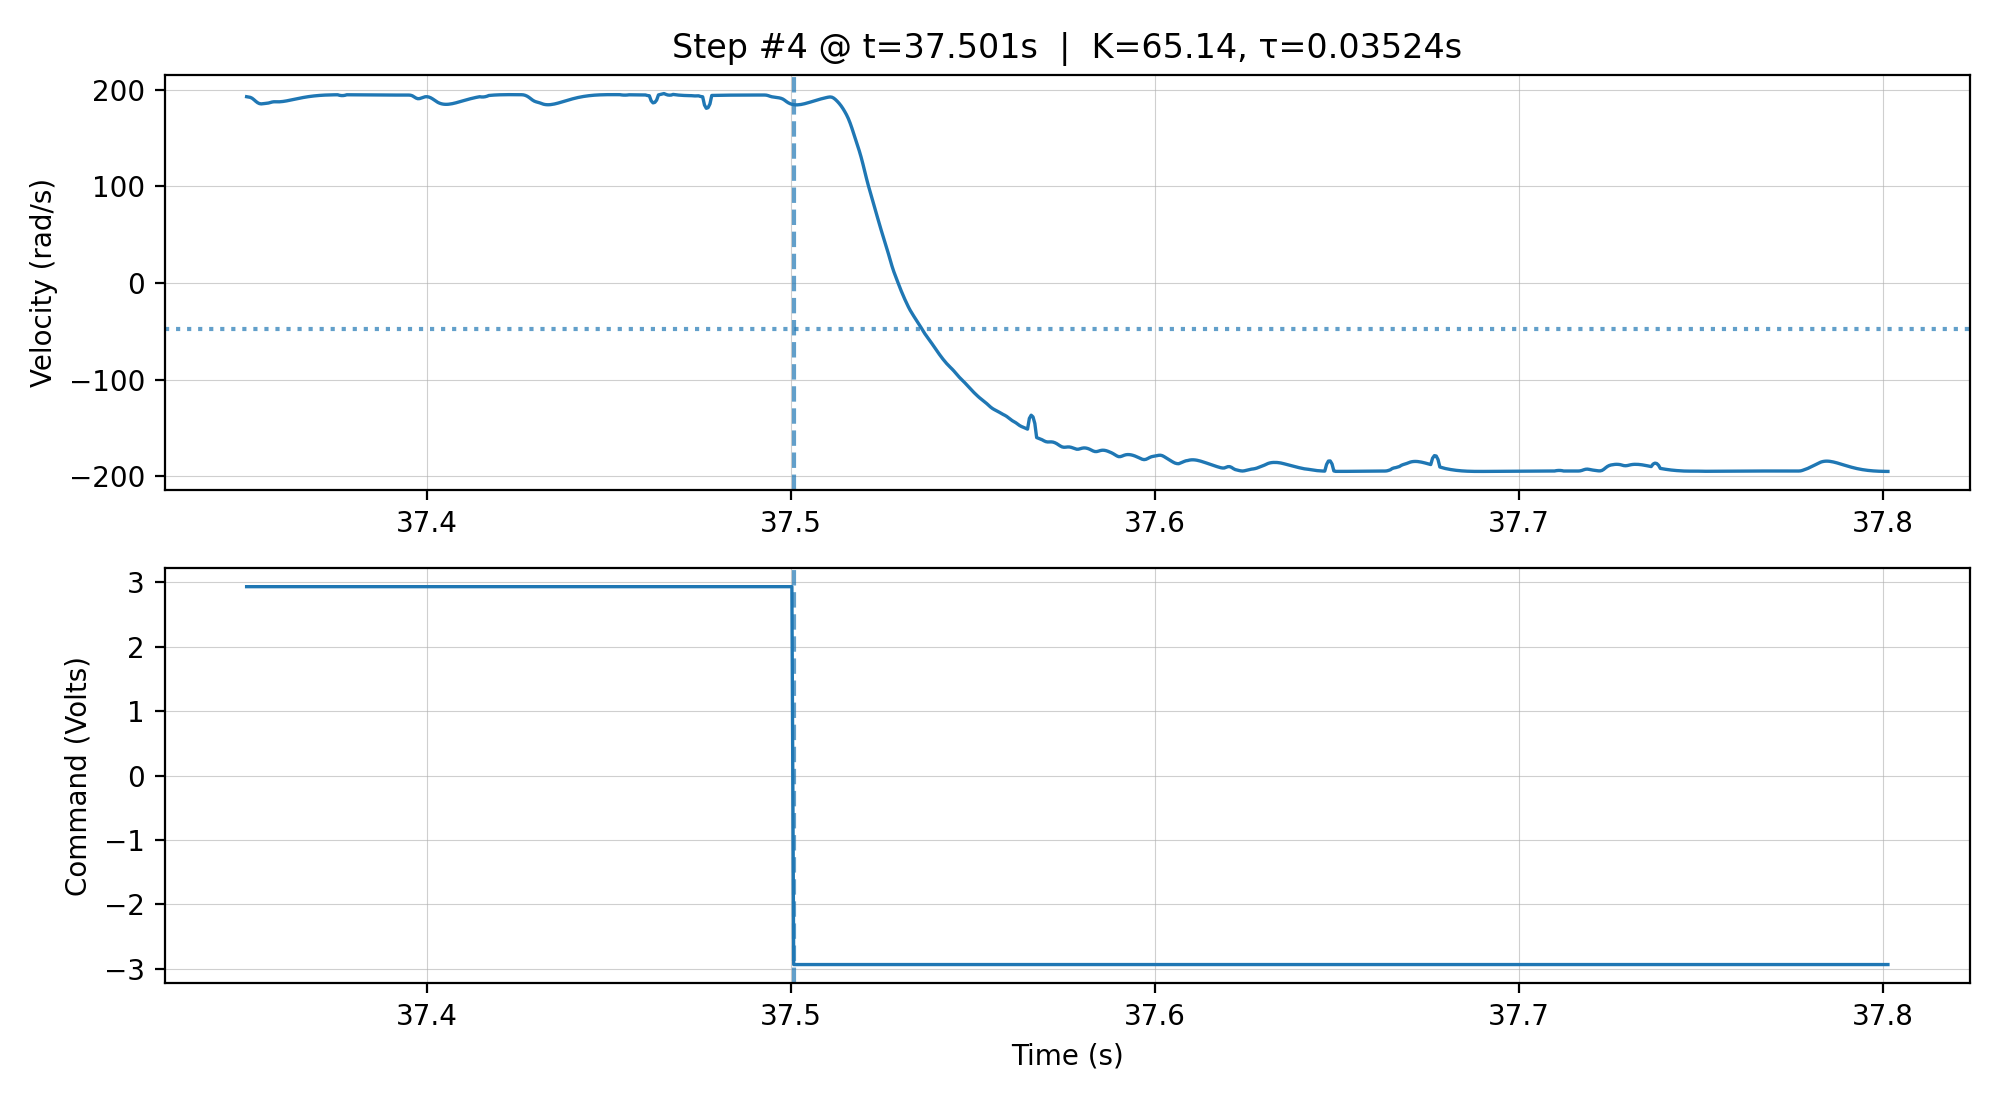 Step #4 @ t=37.501s | K=65.14, τ=0.03524s
Velocity (rad/s)
200
100
0
−100
−200
37.4 37.5 37.6 37.7 37.8
Command (Volts)
3
2
1
0
−1
−2
−3
37.4 37.5 37.6 37.7 37.8
Time (s)